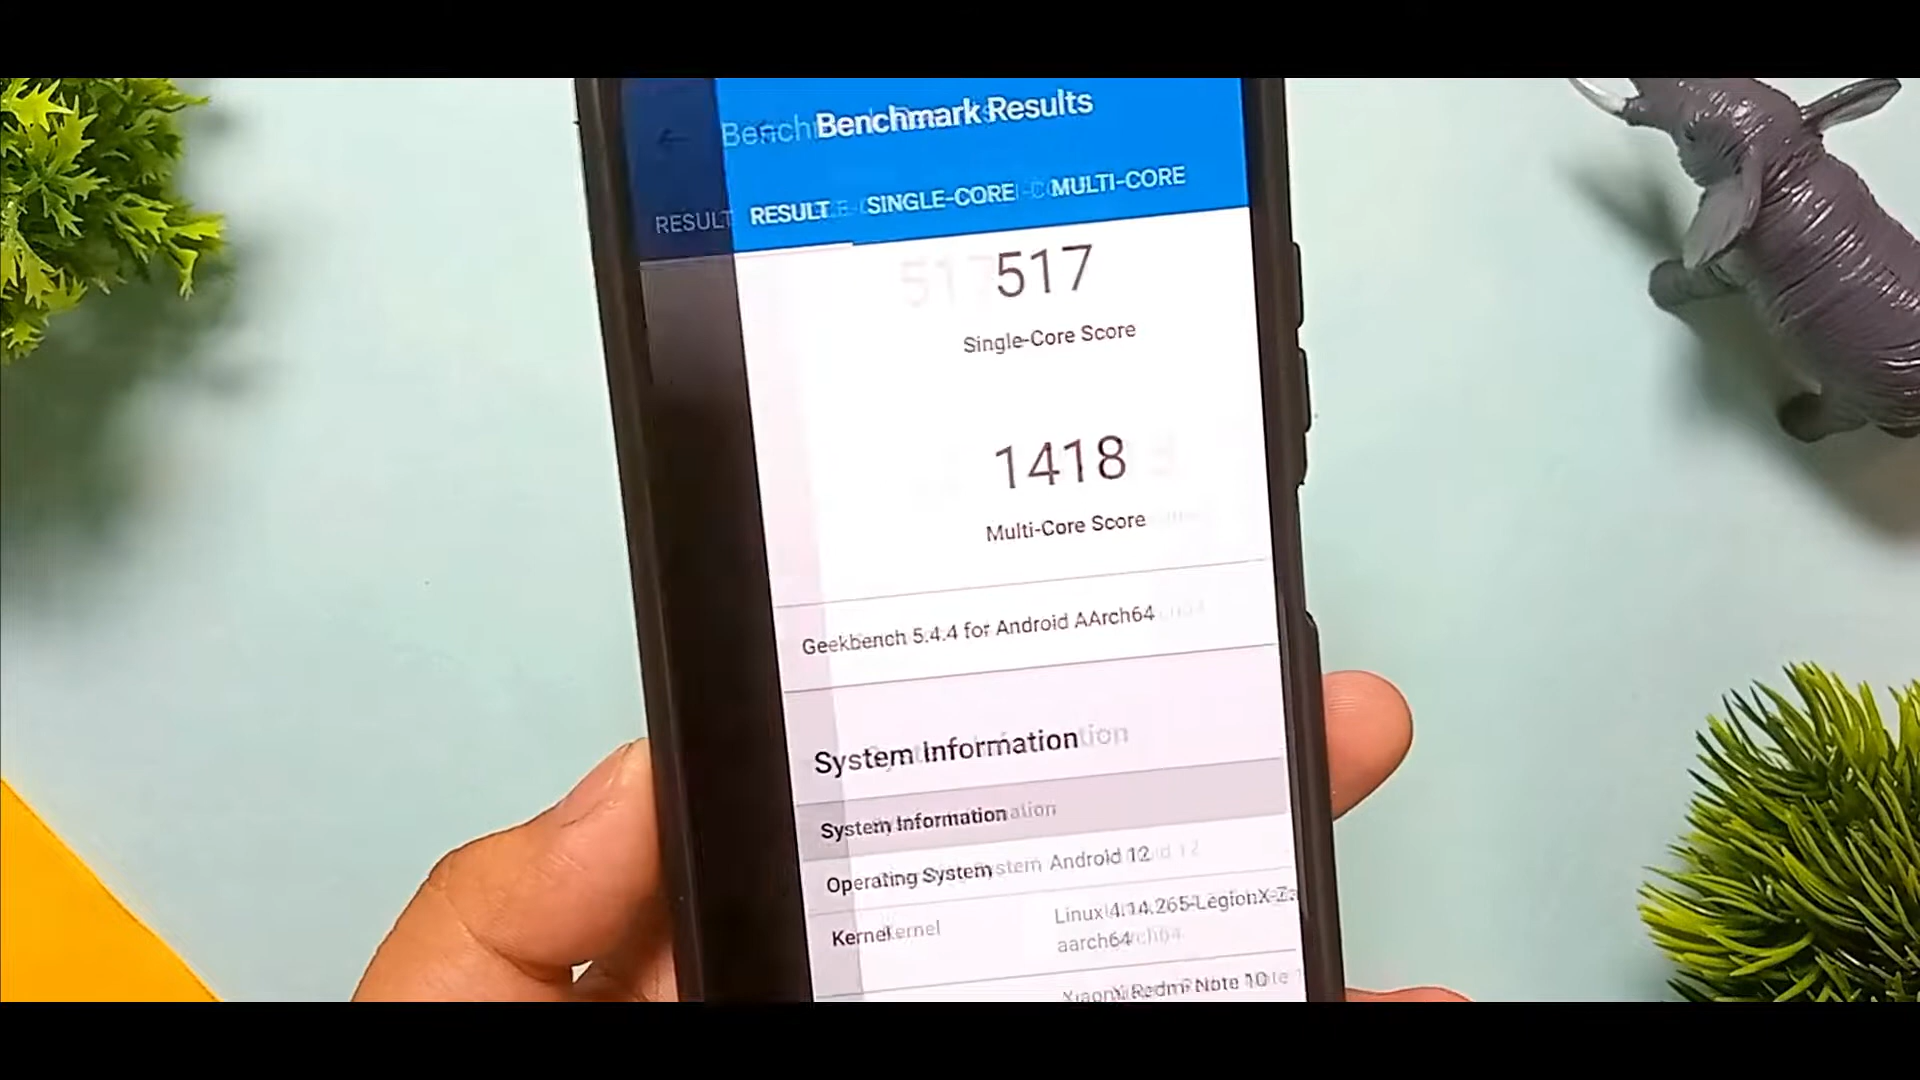 Benchmark Results
RESULT SINGLE-CORE MULTI-CORE
517
Single-Core Score
1418
Multi-Core Score
Geekbench 5.4.4 for Android AArch64
System Information
System Information
Operating System Android 12
Kernel Linux 4.14.265-LegionX-Za
aarch64
Xiaomi Redmi Note 10